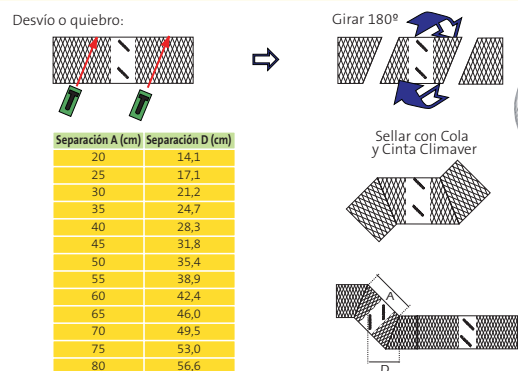 Desvío o quiebro:
Girar 180º
Separación A (cm) Separación D (cm)
20 14,1
25 17,1
30 21,2
35 24,7
40 28,3
45 31,8
50 35,4
55 38,9
60 42,4
65 46,0
70 49,5
75 53,0
80 56,6
Sellar con Cola
y Cinta Climaver
A
D